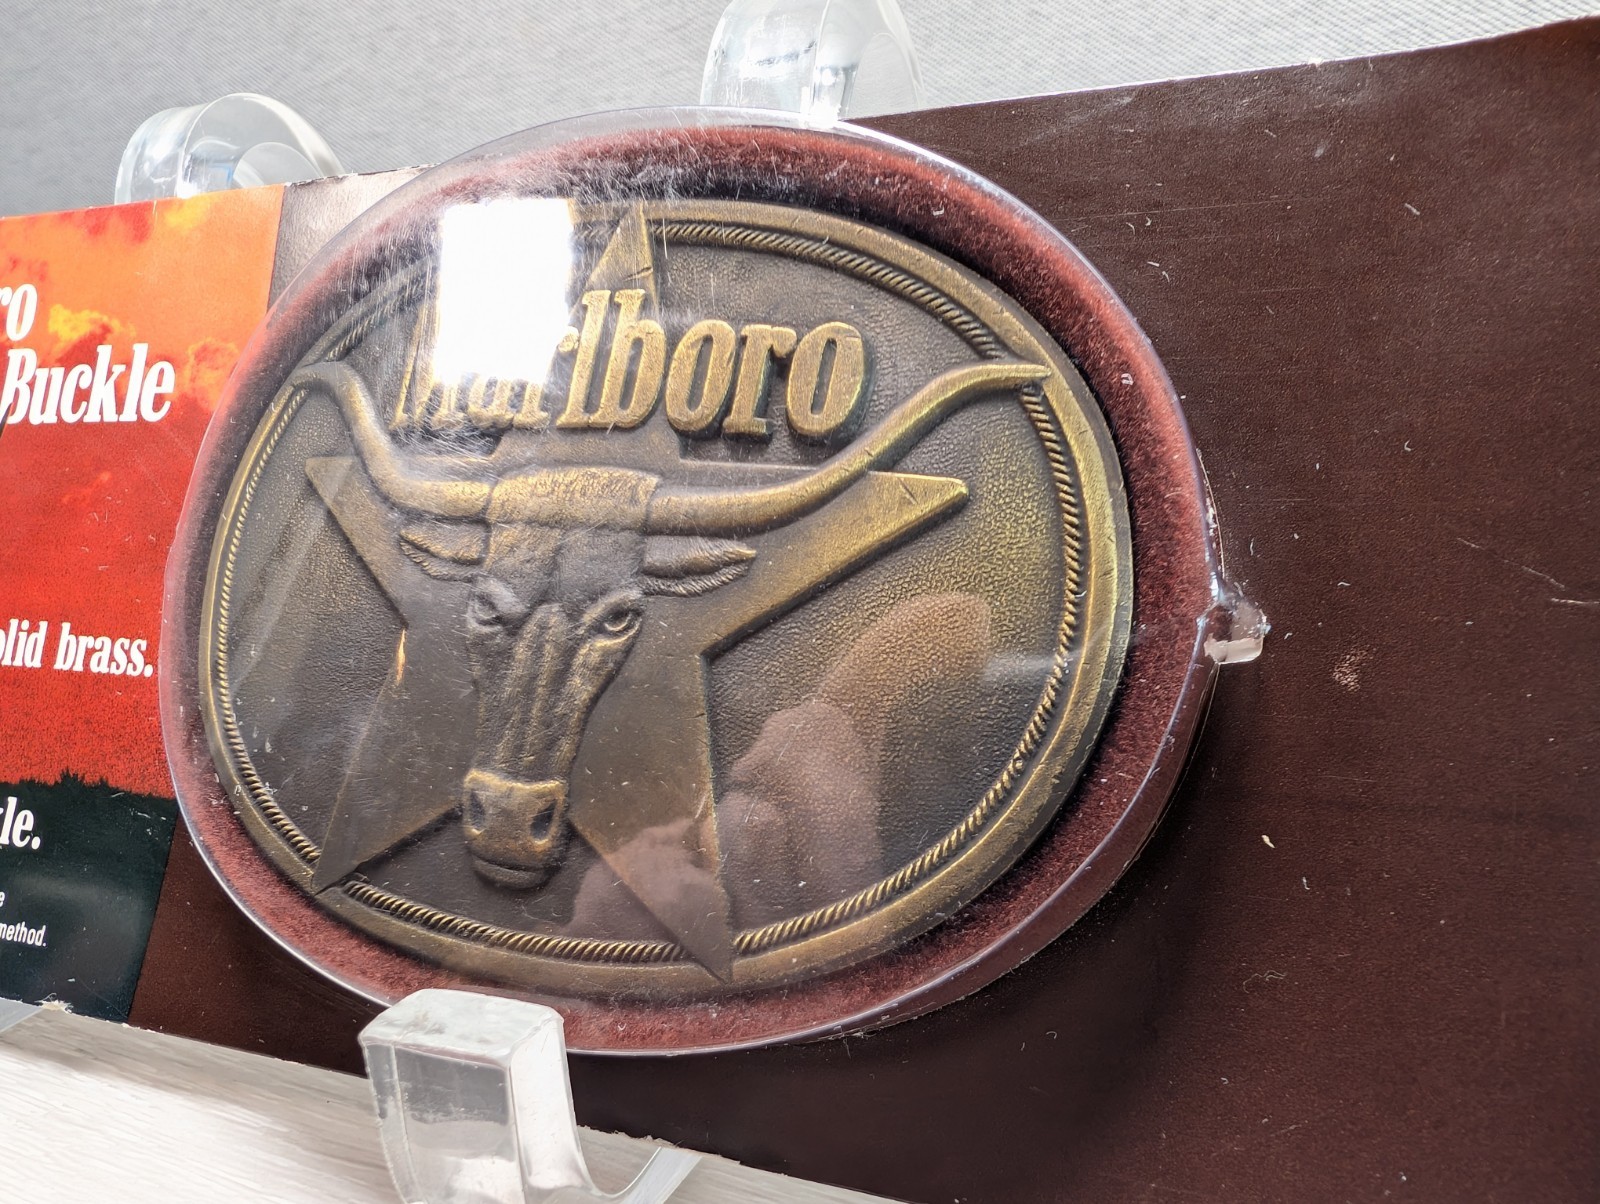 ro
Buckle
olid brass.
kle.
e
method.
Marlboro